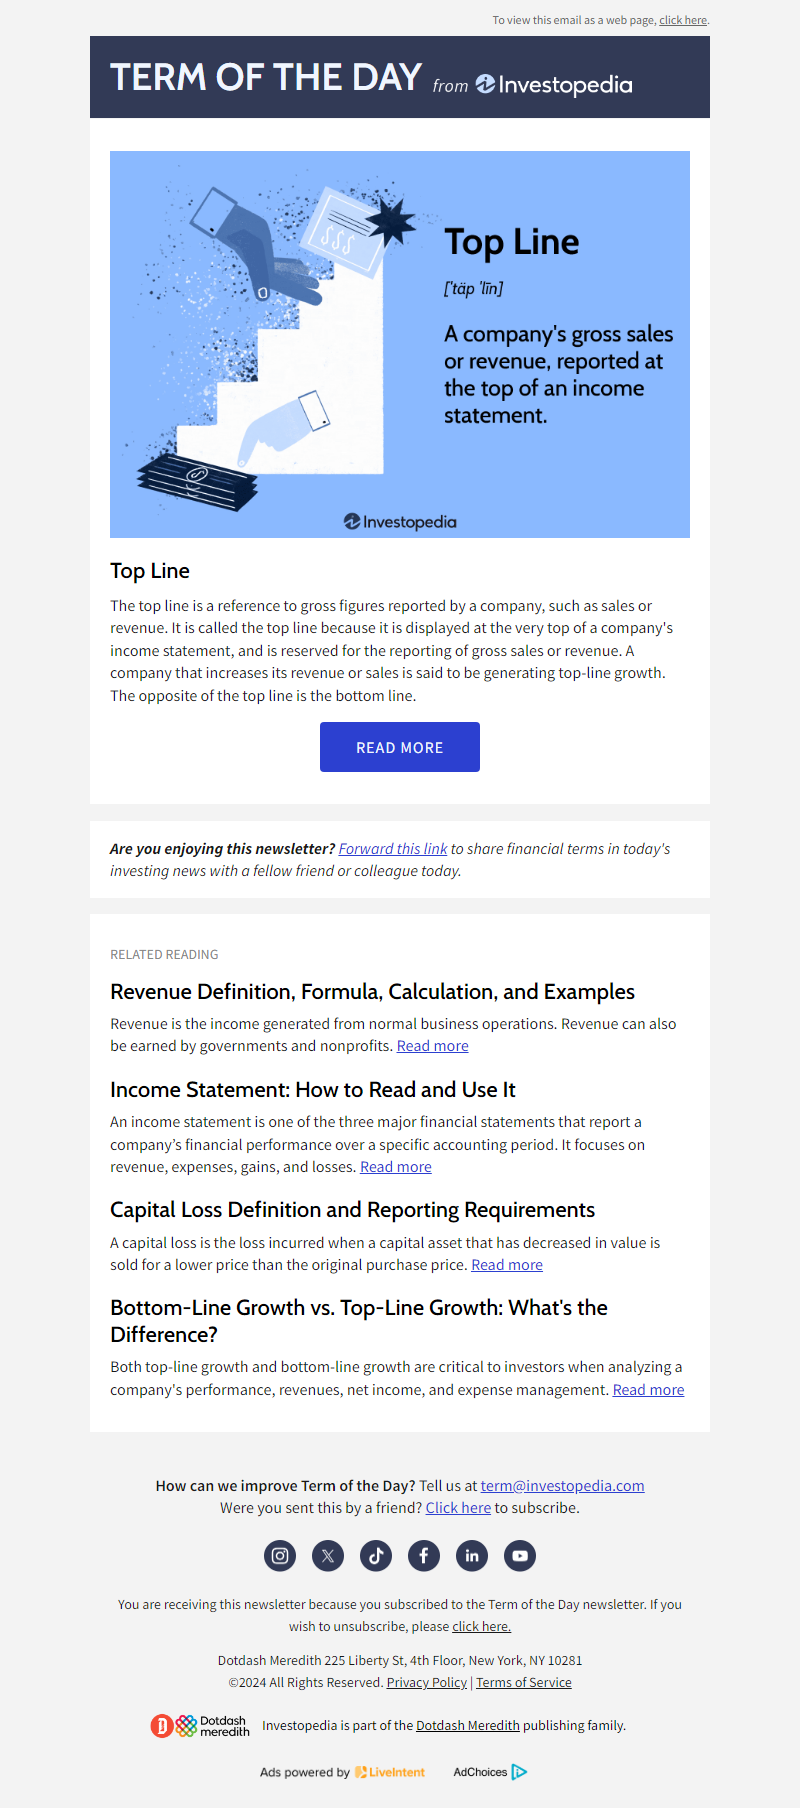 To view this email as a web page, click here.
TERM OF THE DAY from Investopedia
Top Line
['täp 'līn]
A company's gross sales
or revenue, reported at
the top of an income
statement.
$$$
Investopedia
Top Line
The top line is a reference to gross figures reported by a company, such as sales or
revenue. It is called the top line because it is displayed at the very top of a company's
income statement, and is reserved for the reporting of gross sales or revenue. A
company that increases its revenue or sales is said to be generating top-line growth.
The opposite of the top line is the bottom line.
READ MORE
Are you enjoying this newsletter? Forward this link to share financial terms in today's
investing news with a fellow friend or colleague today.
RELATED READING
Revenue Definition, Formula, Calculation, and Examples
Revenue is the income generated from normal business operations. Revenue can also
be earned by governments and nonprofits. Read more
Income Statement: How to Read and Use It
An income statement is one of the three major financial statements that report a
company’s financial performance over a specific accounting period. It focuses on
revenue, expenses, gains, and losses. Read more
Capital Loss Definition and Reporting Requirements
A capital loss is the loss incurred when a capital asset that has decreased in value is
sold for a lower price than the original purchase price. Read more
Bottom-Line Growth vs. Top-Line Growth: What's the
Difference?
Both top-line growth and bottom-line growth are critical to investors when analyzing a
company's performance, revenues, net income, and expense management. Read more
How can we improve Term of the Day? Tell us at term@investopedia.com
Were you sent this by a friend? Click here to subscribe.
You are receiving this newsletter because you subscribed to the Term of the Day newsletter. If you
wish to unsubscribe, please click here.
Dotdash Meredith 225 Liberty St, 4th Floor, New York, NY 10281
©2024 All Rights Reserved. Privacy Policy | Terms of Service
Dotdash
meredith
Investopedia is part of the Dotdash Meredith publishing family.
Ads powered by LiveIntent
AdChoices